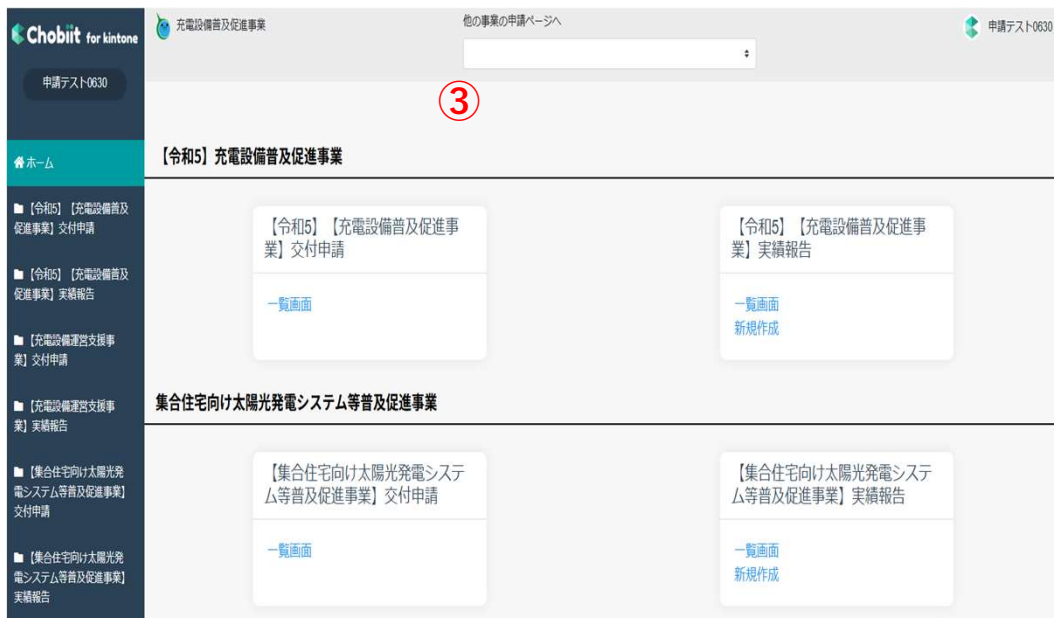 Chobiit for kintone
申請テスト0630
ホーム
【令和5】【充電設備普及
促進事業】交付申請
【令和5】【充電設備普及
促進事業】実績報告
【充電設備運営支援事
業】交付申請
【充電設備運営支援事
業】実績報告
【集合住宅向け太陽光発
電システム等普及促進事業】
交付申請
【集合住宅向け太陽光発
電システム等普及促進事業】
実績報告
充電設備普及促進事業
他の事業の申請ページへ
申請テスト0630
③
【令和5】充電設備普及促進事業
【令和5】【充電設備普及促進事
業】交付申請
一覧画面
【令和5】【充電設備普及促進事
業】実績報告
一覧画面
新規作成
集合住宅向け太陽光発電システム等普及促進事業
【集合住宅向け太陽光発電システ
ム等普及促進事業】交付申請
一覧画面
【集合住宅向け太陽光発電システ
ム等普及促進事業】実績報告
一覧画面
新規作成